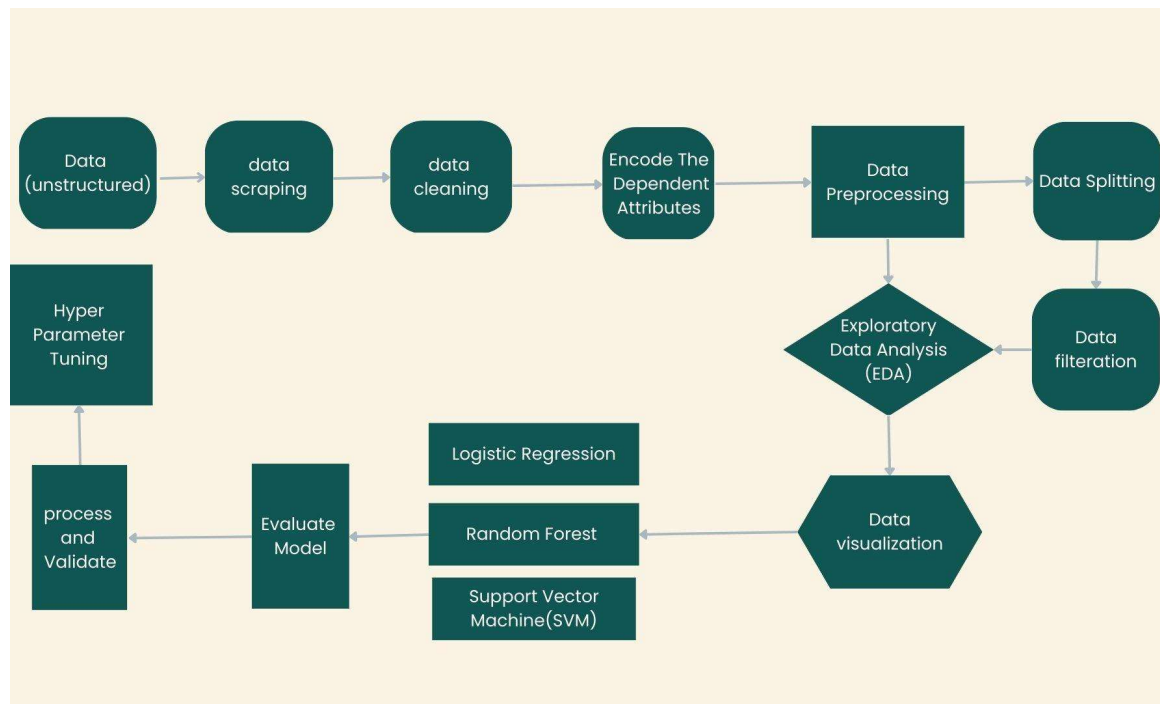 Data
(unstructured)
data
scraping
data
cleaning
Encode The
Dependent
Attributes
Data
Preprocessing
Data Splitting
Hyper
Parameter
Tuning
Exploratory
Data Analysis
(EDA)
Data
filteration
Logistic Regression
process
and
Validate
Evaluate
Model
Random Forest
Data
visualization
Support Vector
Machine(SVM)